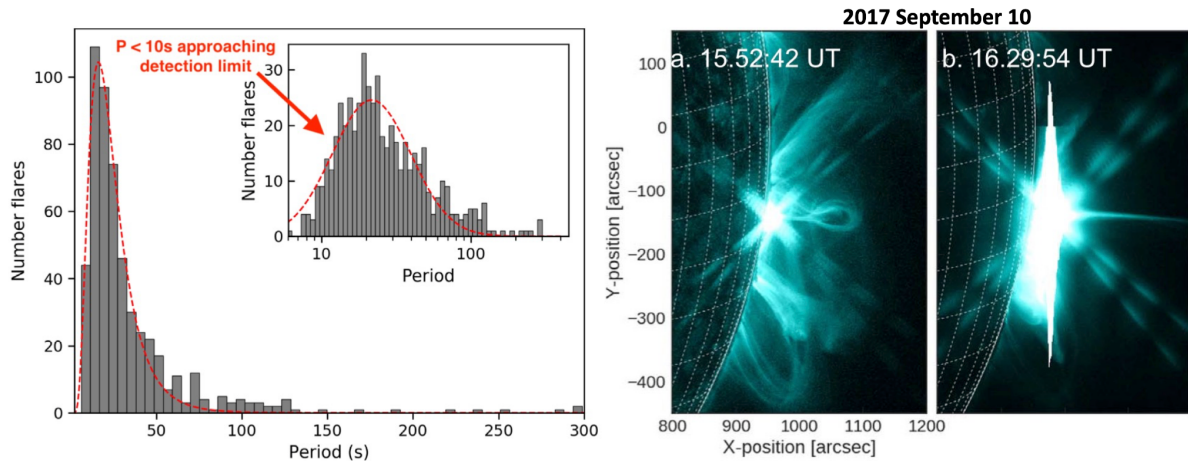 2017 September 10
P < 10s approaching
detection limit
Number flares
100
80
60
40
20
0
50
100
150
200
250
300
Period (s)
Number flares
30
20
10
0
10
100
Period
a. 15.52:42 UT
b. 16.29:54 UT
Y-position [arcsec]
100
0
−100
−200
−300
−400
800
900
1000
1100
1200
X-position [arcsec]